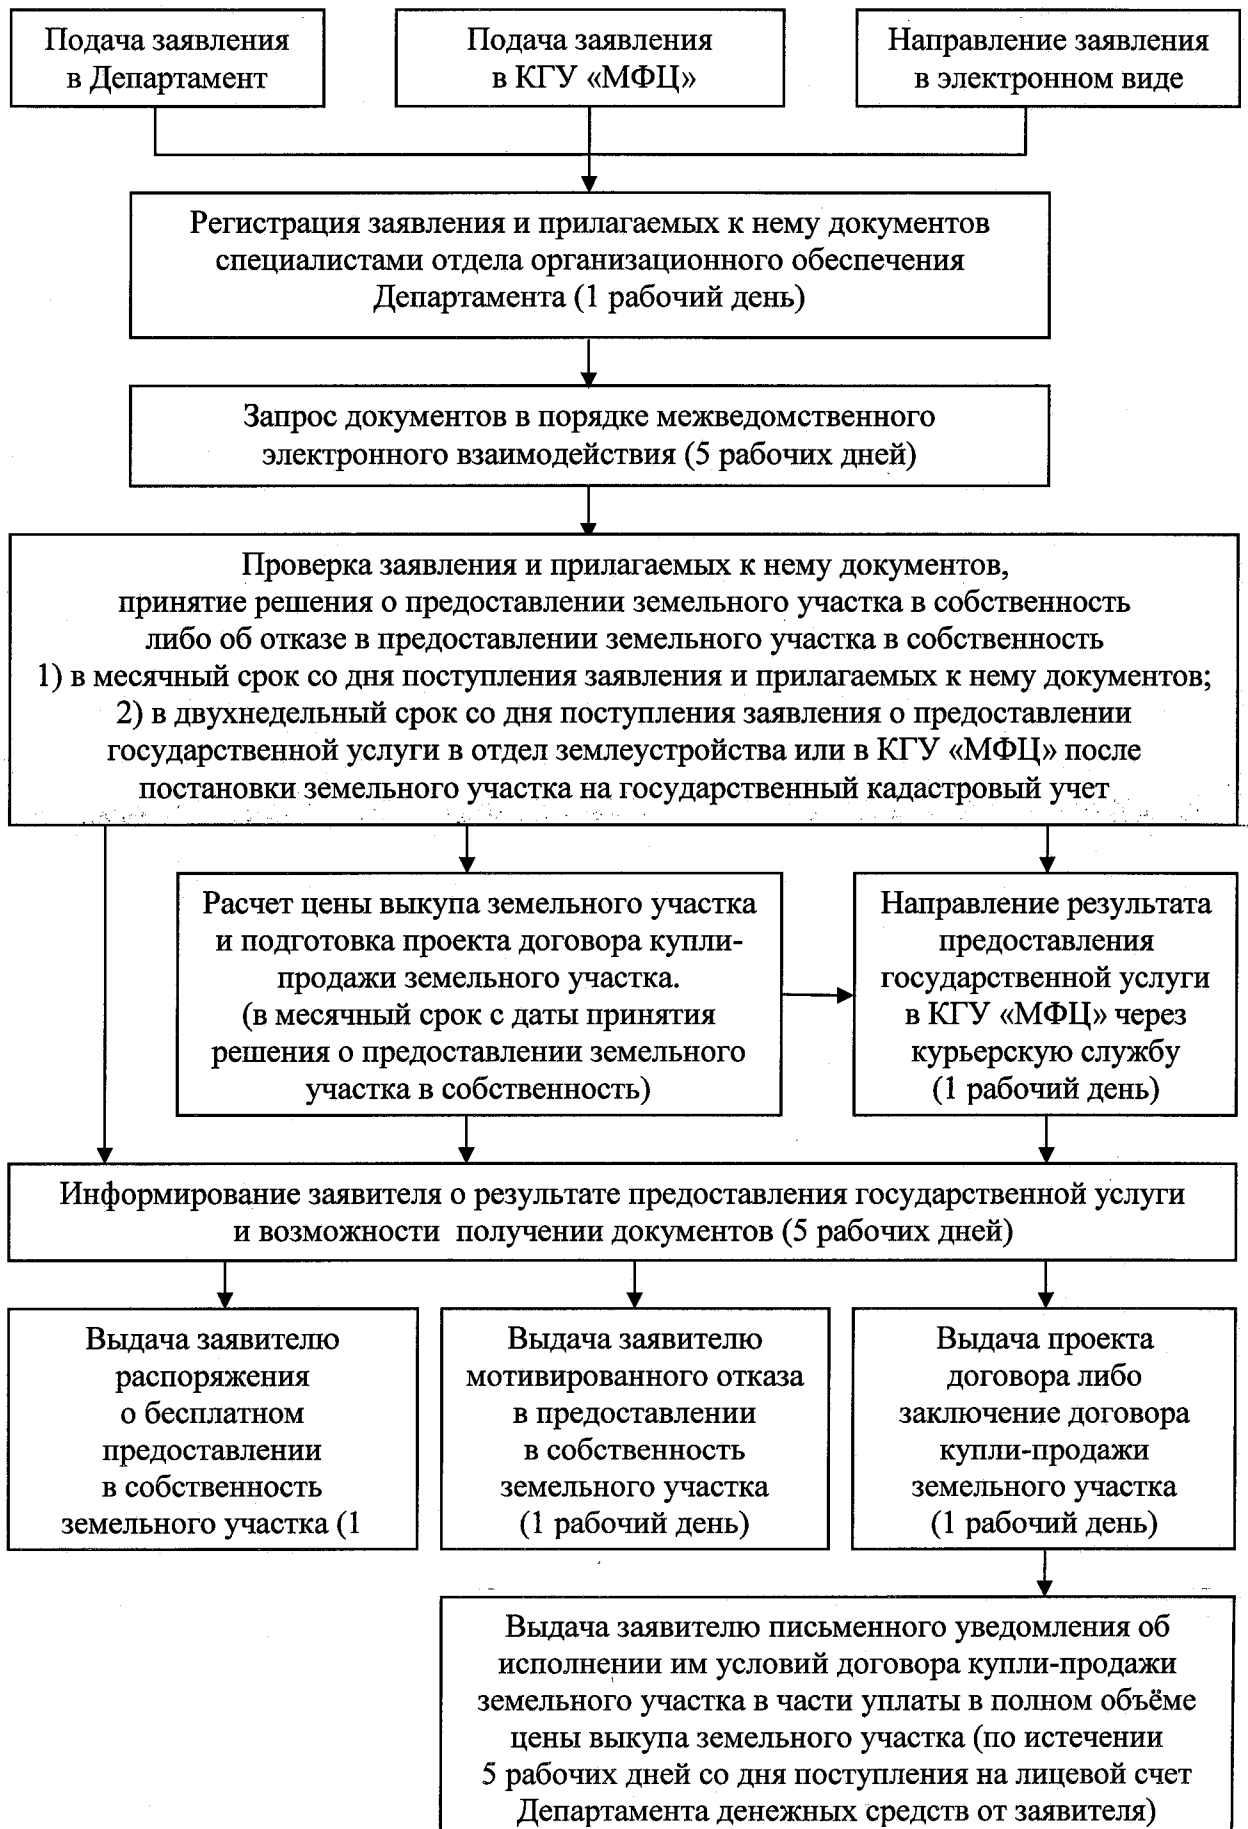 Подача заявления
в Департамент
Подача заявления
в КГУ «МФЦ»
Направление заявления
в электронном виде
Регистрация заявления и прилагаемых к нему документов
специалистами отдела организационного обеспечения
Департамента (1 рабочий день)
Запрос документов в порядке межведомственного
электронного взаимодействия (5 рабочих дней)
Проверка заявления и прилагаемых к нему документов,
принятие решения о предоставлении земельного участка в собственность
либо об отказе в предоставлении земельного участка в собственность
1) в месячный срок со дня поступления заявления и прилагаемых к нему документов;
2) в двухнедельный срок со дня поступления заявления о предоставлении
государственной услуги в отдел землеустройства или в КГУ «МФЦ» после
постановки земельного участка на государственный кадастровый учет
Расчет цены выкупа земельного участка
и подготовка проекта договора купли-
продажи земельного участка.
(в месячный срок с даты принятия
решения о предоставлении земельного
участка в собственность)
Направление результата
предоставления
государственной услуги
в КГУ «МФЦ» через
курьерскую службу
(1 рабочий день)
Информирование заявителя о результате предоставления государственной услуги
и возможности получении документов (5 рабочих дней)
Выдача заявителю
распоряжения
о бесплатном
предоставлении
в собственность
земельного участка (1
Выдача заявителю
мотивированного отказа
в предоставлении
в собственность
земельного участка
(1 рабочий день)
Выдача проекта
договора либо
заключение договора
купли-продажи
земельного участка
(1 рабочий день)
Выдача заявителю письменного уведомления об
исполнении им условий договора купли-продажи
земельного участка в части уплаты в полном объёме
цены выкупа земельного участка (по истечении
5 рабочих дней со дня поступления на лицевой счет
Департамента денежных средств от заявителя)